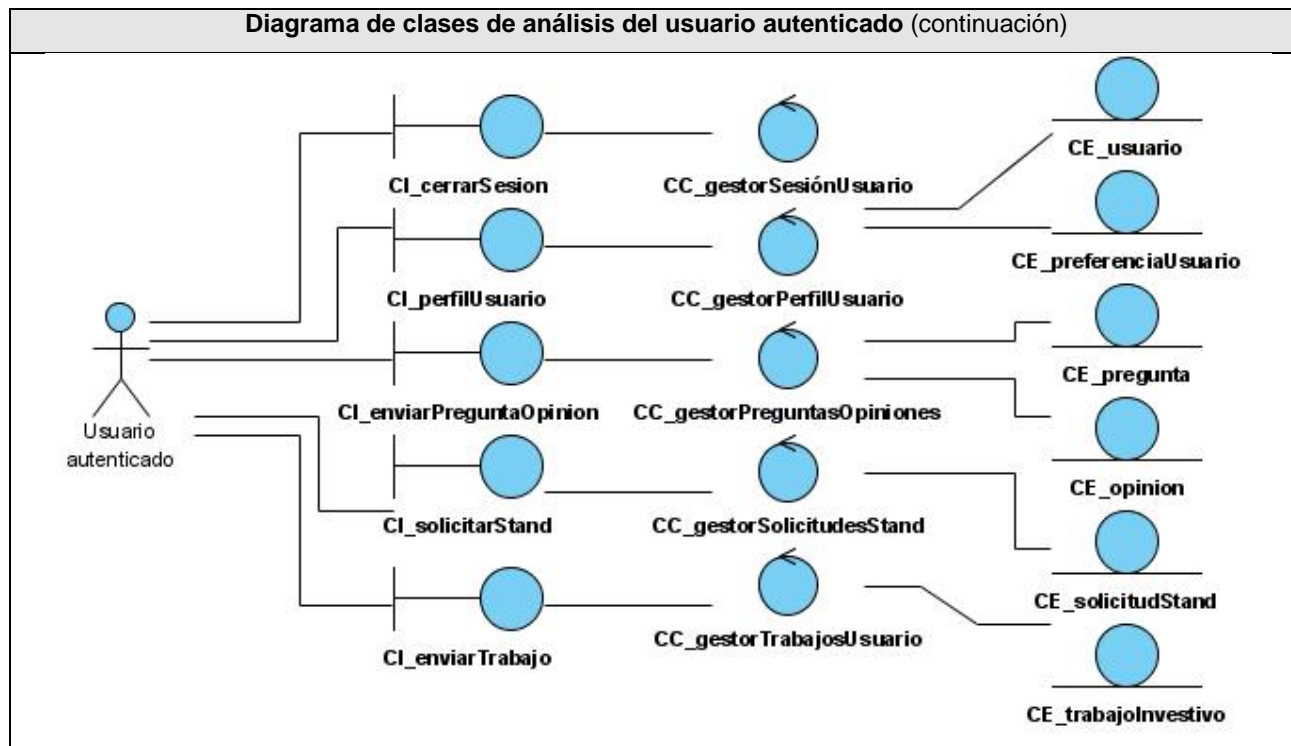 Diagrama de clases de análisis del usuario autenticado (continuación)
CE_usuario
CI_cerrarSesion
CC_gestorSesiónUsuario
CE_preferenciaUsuario
CI_perfilUsuario
CC_gestorPerfilUsuario
CE_pregunta
CI_enviarPreguntaOpinion
CC_gestorPreguntasOpiniones
Usuario
autenticado
CE_opinion
CI_solicitarStand
CC_gestorSolicitudesStand
CE_solicitudStand
CI_enviarTrabajo
CC_gestorTrabajosUsuario
CE_trabajoInvestivo